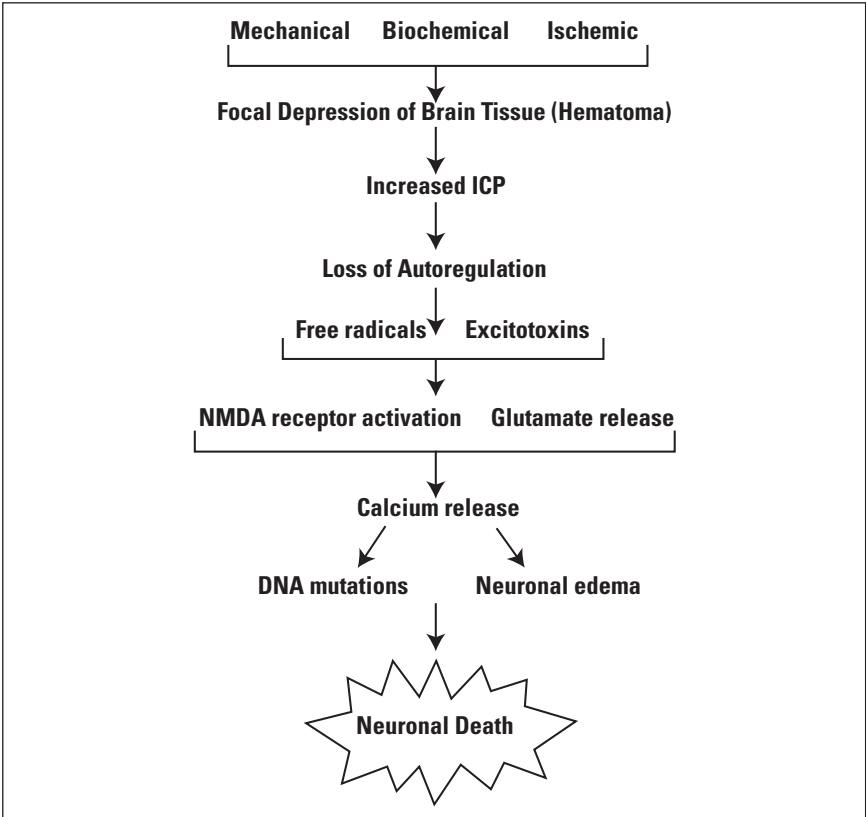 Mechanical Biochemical Ischemic
Focal Depression of Brain Tissue (Hematoma)
Increased ICP
Loss of Autoregulation
Free radicals Excitotoxins
NMDA receptor activation Glutamate release
Calcium release
DNA mutations Neuronal edema
Neuronal Death